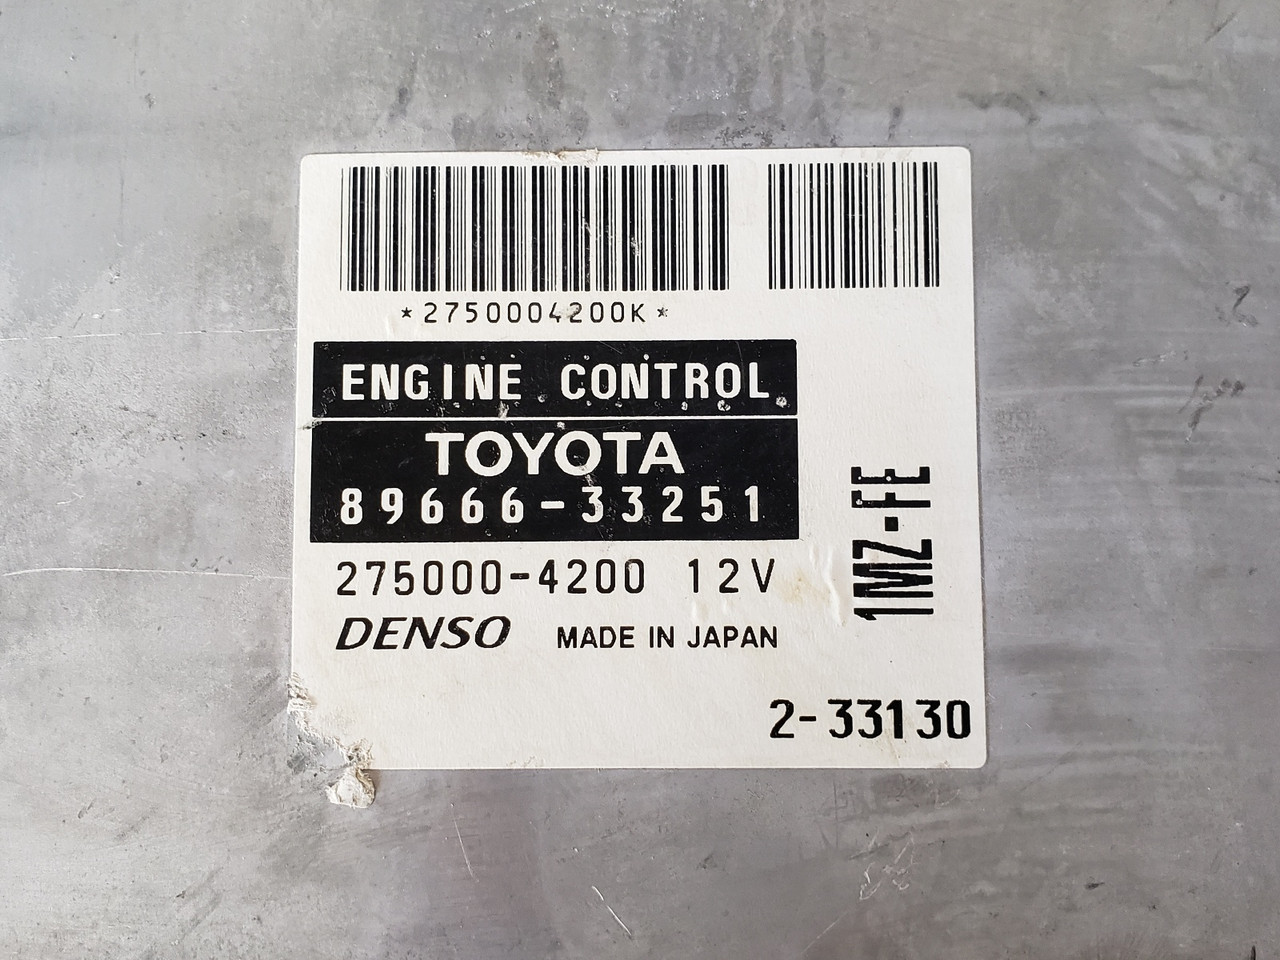 *2750004200K*
ENGINE CONTROL
TOYOTA
89666-33251
275000-4200 12V
DENSO MADE IN JAPAN
1MZ-FE
2-33130